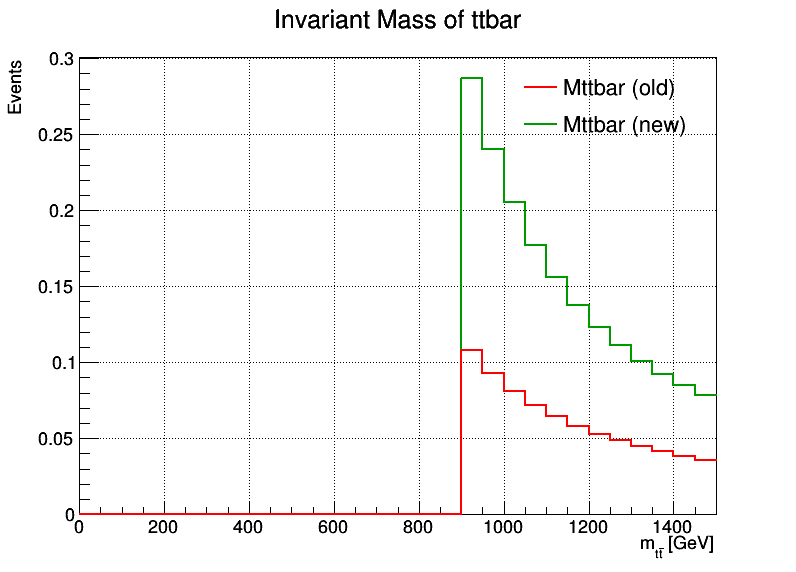 Invariant Mass of ttbar
Events
0.3
0.25
0.2
0.15
0.1
0.05
0
Mttbar (old)
Mttbar (new)
0 200 400 600 800 1000 1200 1400
m_tt̄ [GeV]